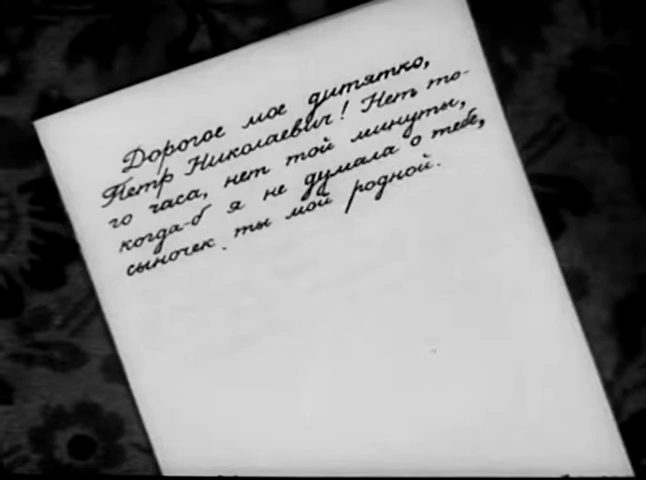 Дорогое мое дитятко,
Петр Николаевич! Нет то-
го часа, нет той минуты,
когда-б я не думала о тебе,
сыночек ты мой родной.